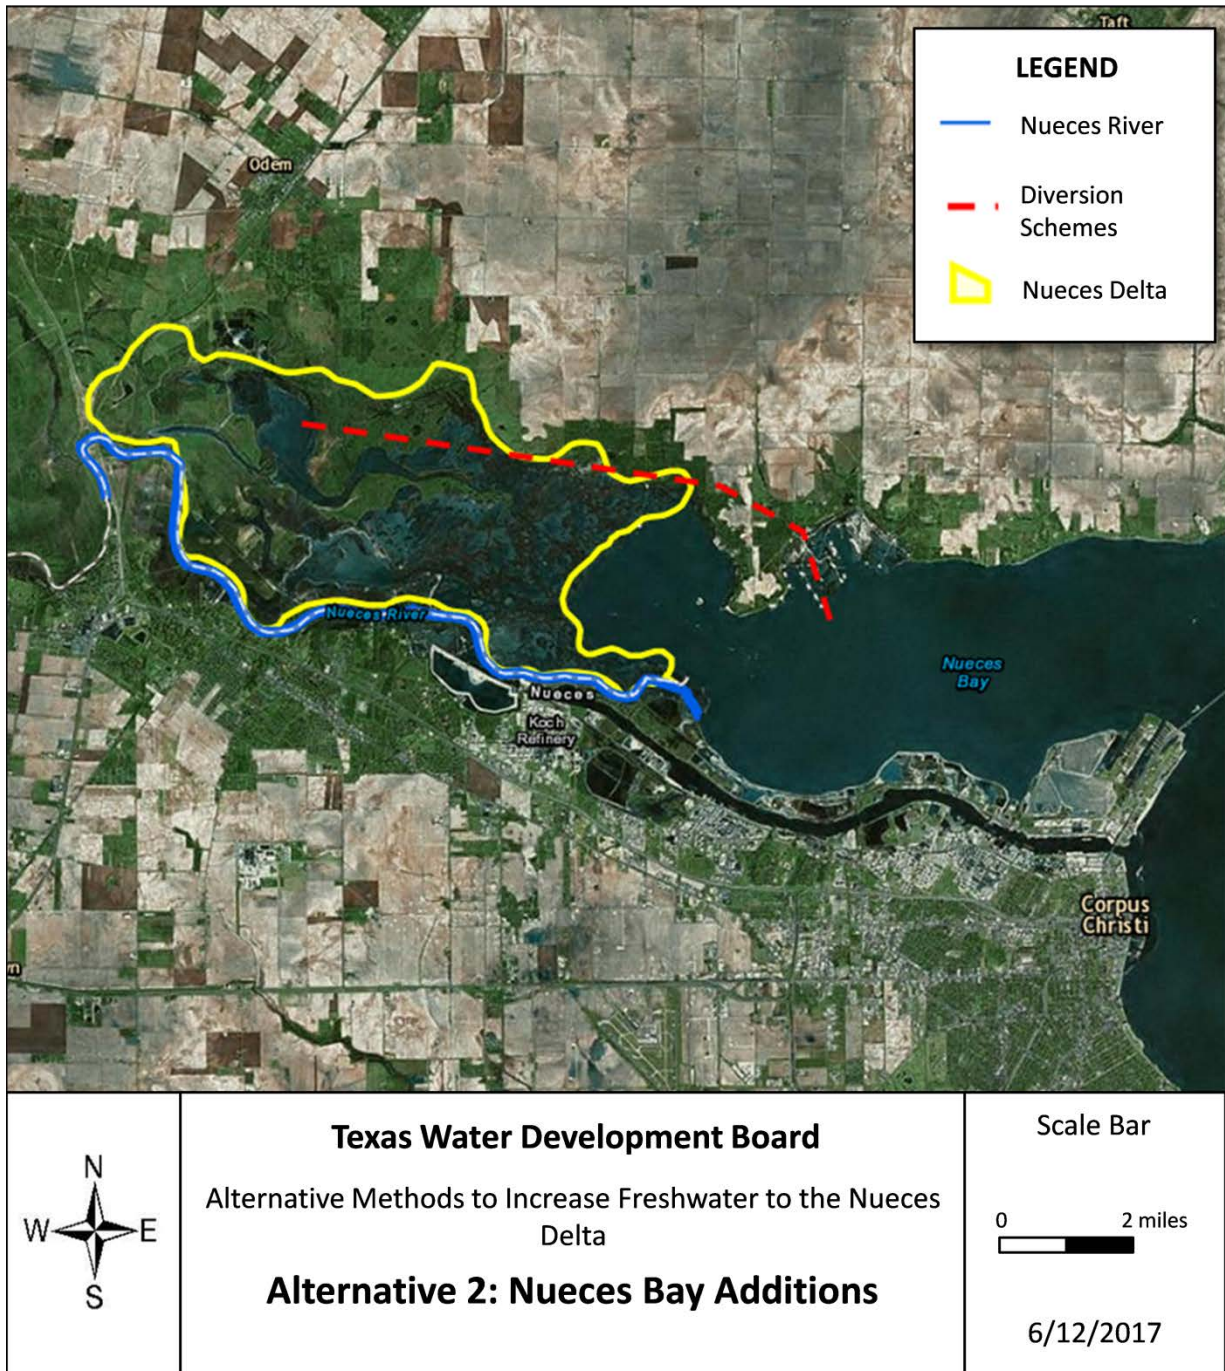 Taft
LEGEND
Nueces River
Diversion
Schemes
Nueces Delta
Odem
Nueces River
Nueces
Bay
Nueces
Koch
Refinery
Corpus
Christi
wn
Texas Water Development Board
Alternative Methods to Increase Freshwater to the Nueces
Delta
Alternative 2: Nueces Bay Additions
N
W E
S
Scale Bar
0 2 miles
6/12/2017